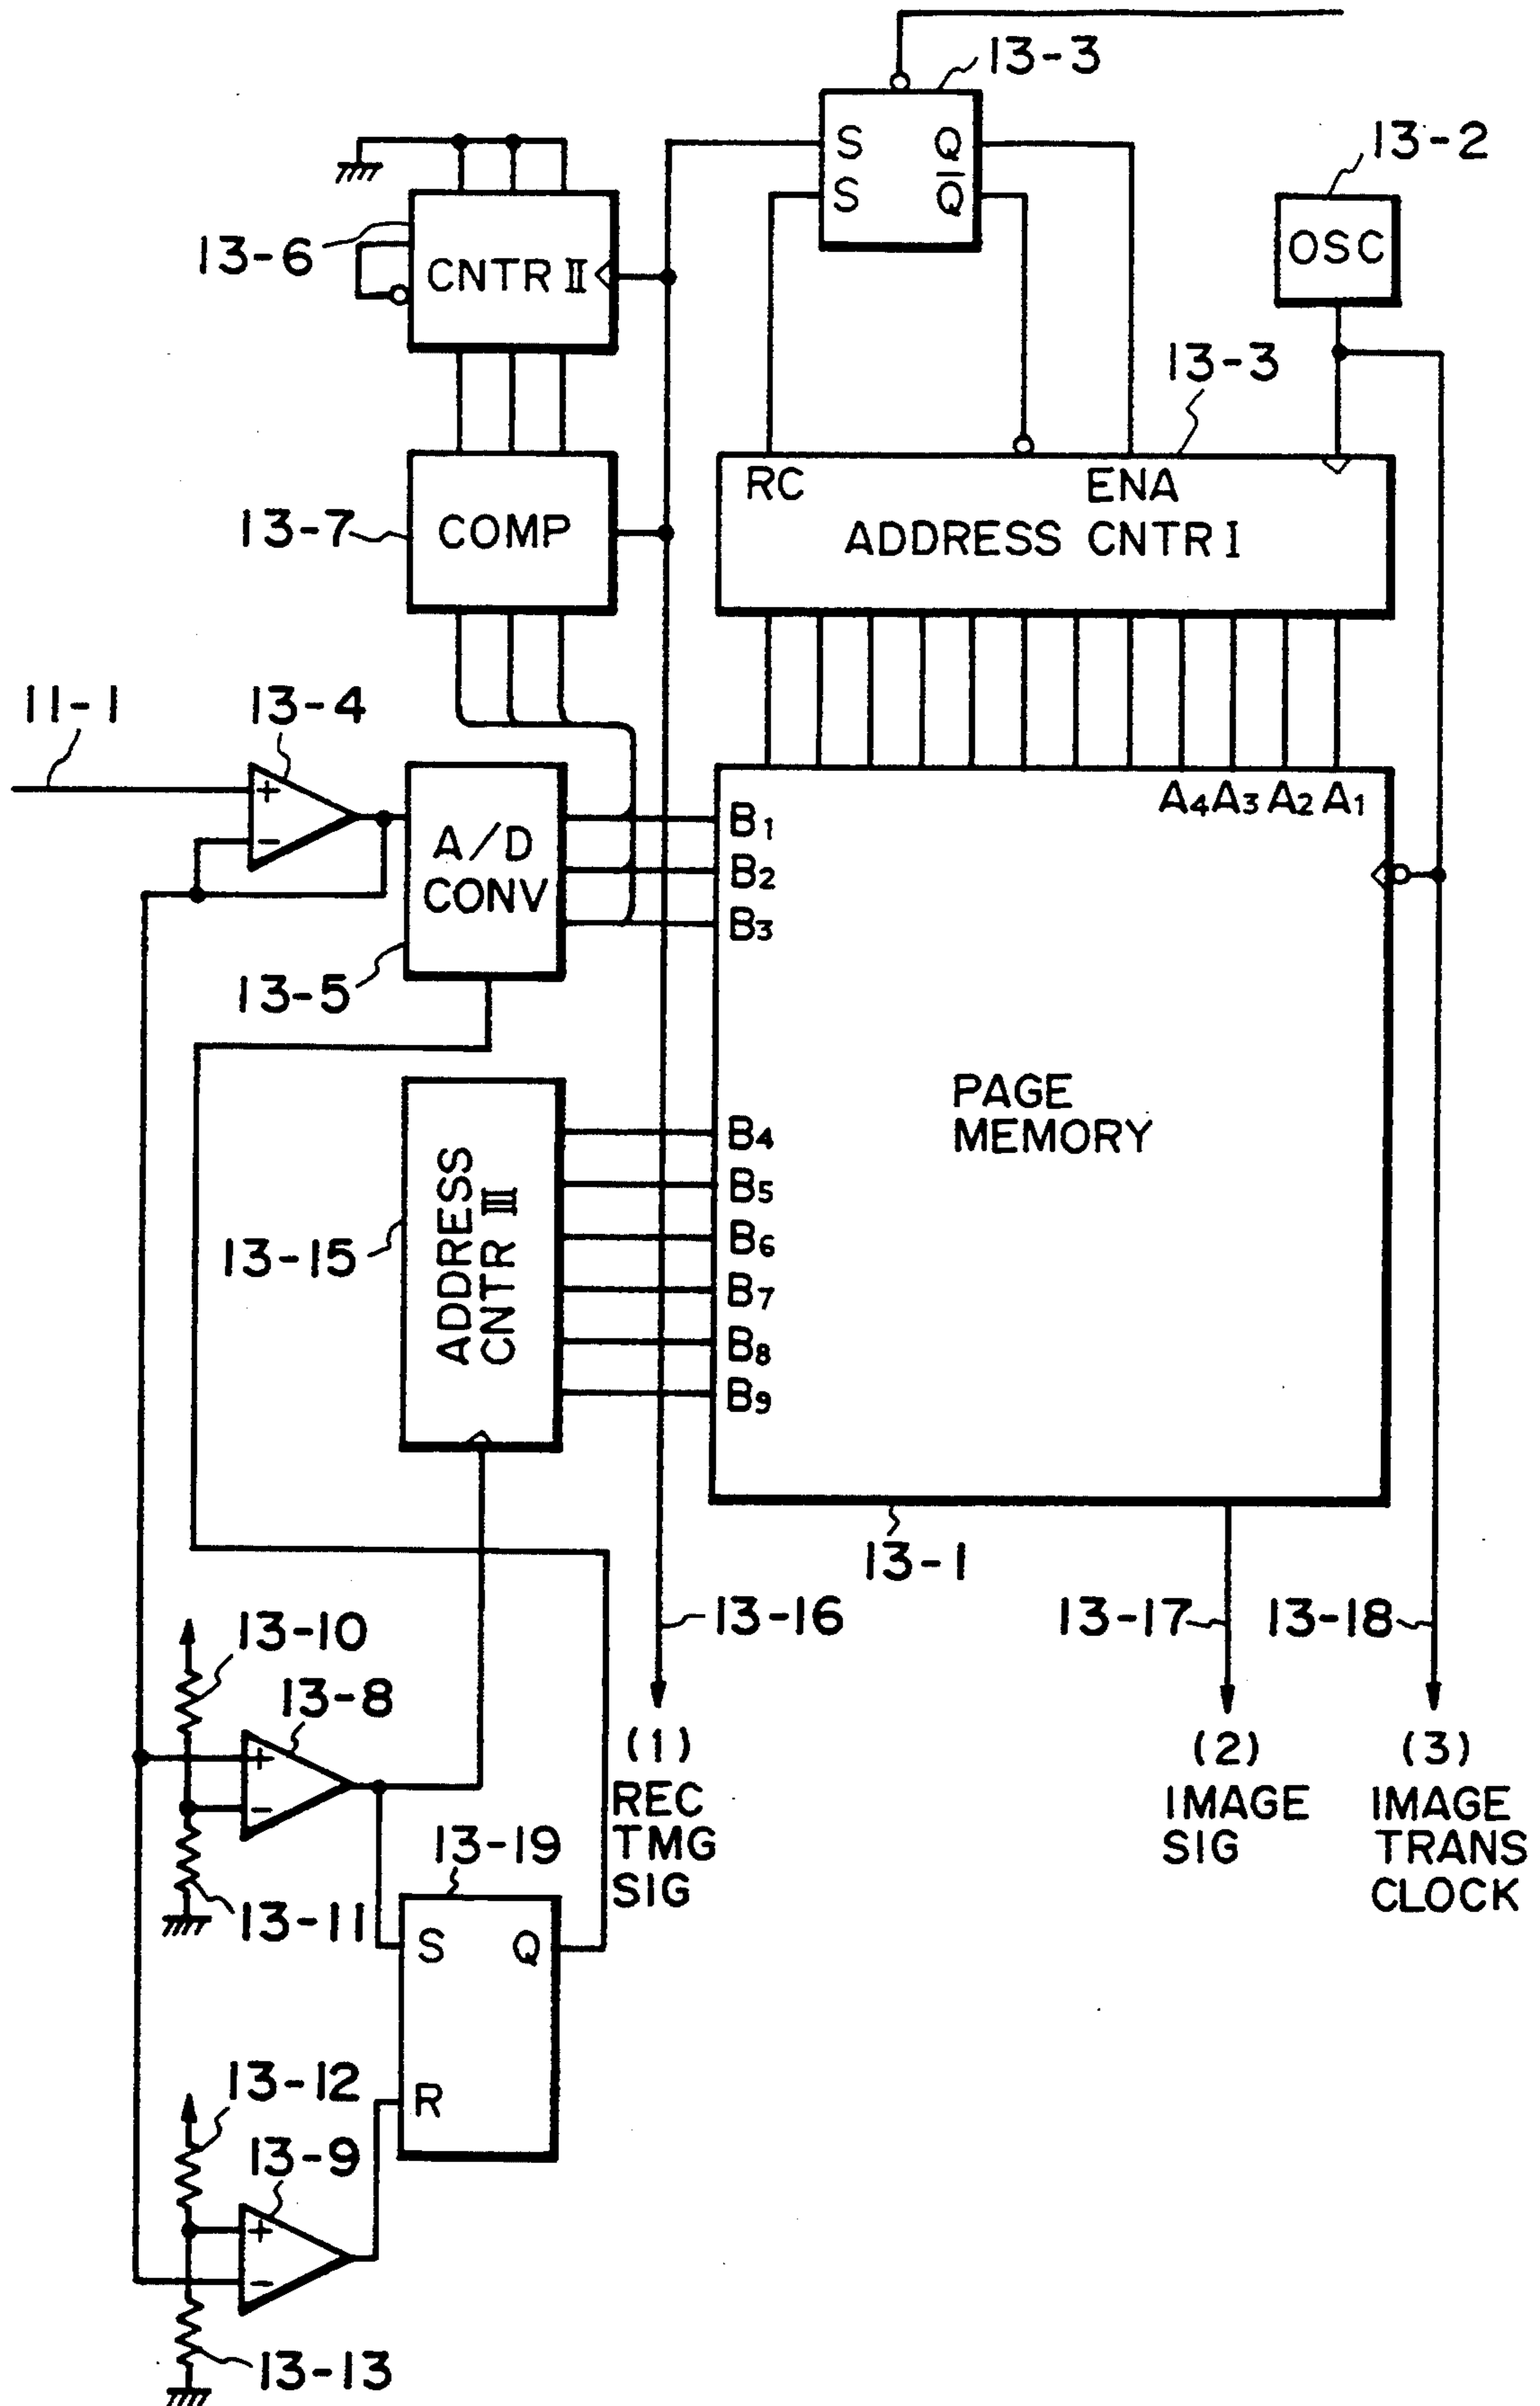 13-3
13-2
S Q
S Q̅
OSC
13-6
CNTR II
13-3
RC ENA
ADDRESS CNTR I
13-7
COMP
11-1
13-4
A4 A3 A2 A1
A/D
CONV
B1
B2
B3
13-5
PAGE
MEMORY
ADDRESS
CNTR III
13-15
B4
B5
B6
B7
B8
B9
13-1
13-16
13-17
13-18
13-10
13-8
(1)
REC
TMG
SIG
(2)
IMAGE
SIG
(3)
IMAGE
TRANS
CLOCK
+
-
+
-
13-11
13-19
S Q
R
13-12
13-9
+
-
13-13